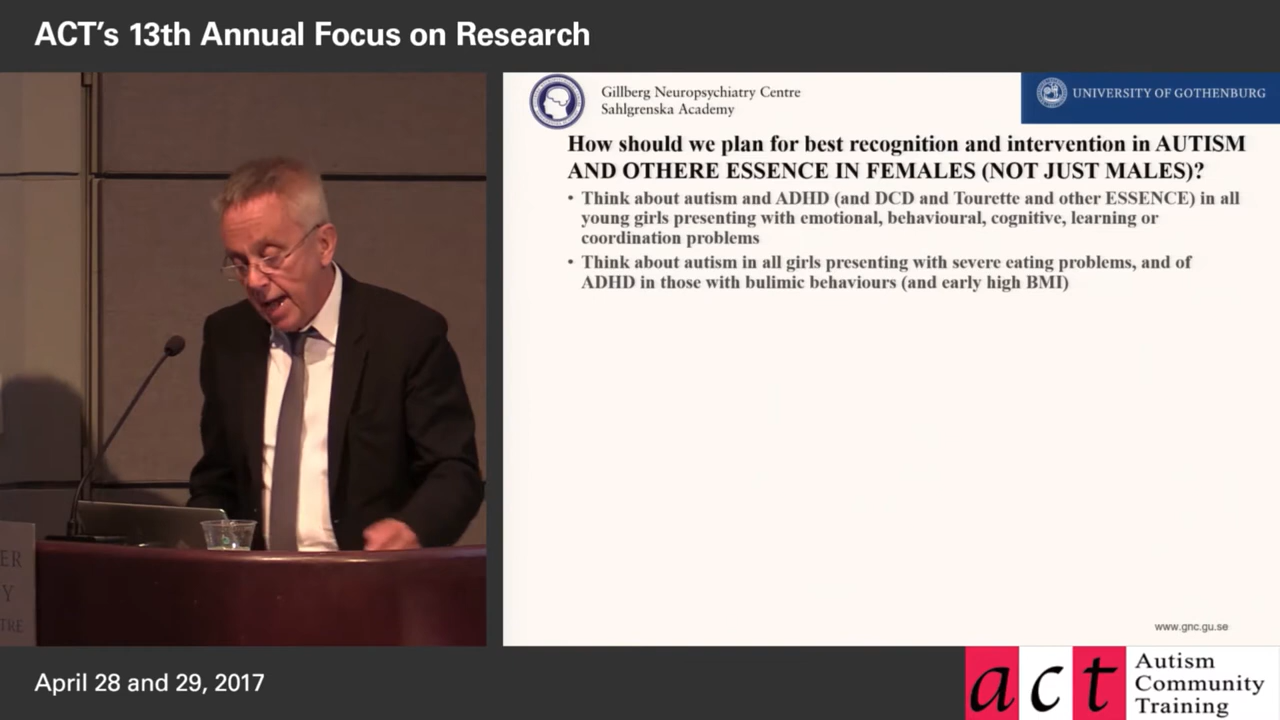 ACT's 13th Annual Focus on Research
Gillberg Neuropsychiatry Centre
Sahlgrenska Academy
UNIVERSITY OF GOTHENBURG
How should we plan for best recognition and intervention in AUTISM
AND OTHERE ESSENCE IN FEMALES (NOT JUST MALES)?
• Think about autism and ADHD (and DCD and Tourette and other ESSENCE) in all
young girls presenting with emotional, behavioural, cognitive, learning or
coordination problems
• Think about autism in all girls presenting with severe eating problems, and of
ADHD in those with bulimic behaviours (and early high BMI)
www.gnc.gu.se
ER
Y
TRE
April 28 and 29, 2017
act
Autism
Community
Training